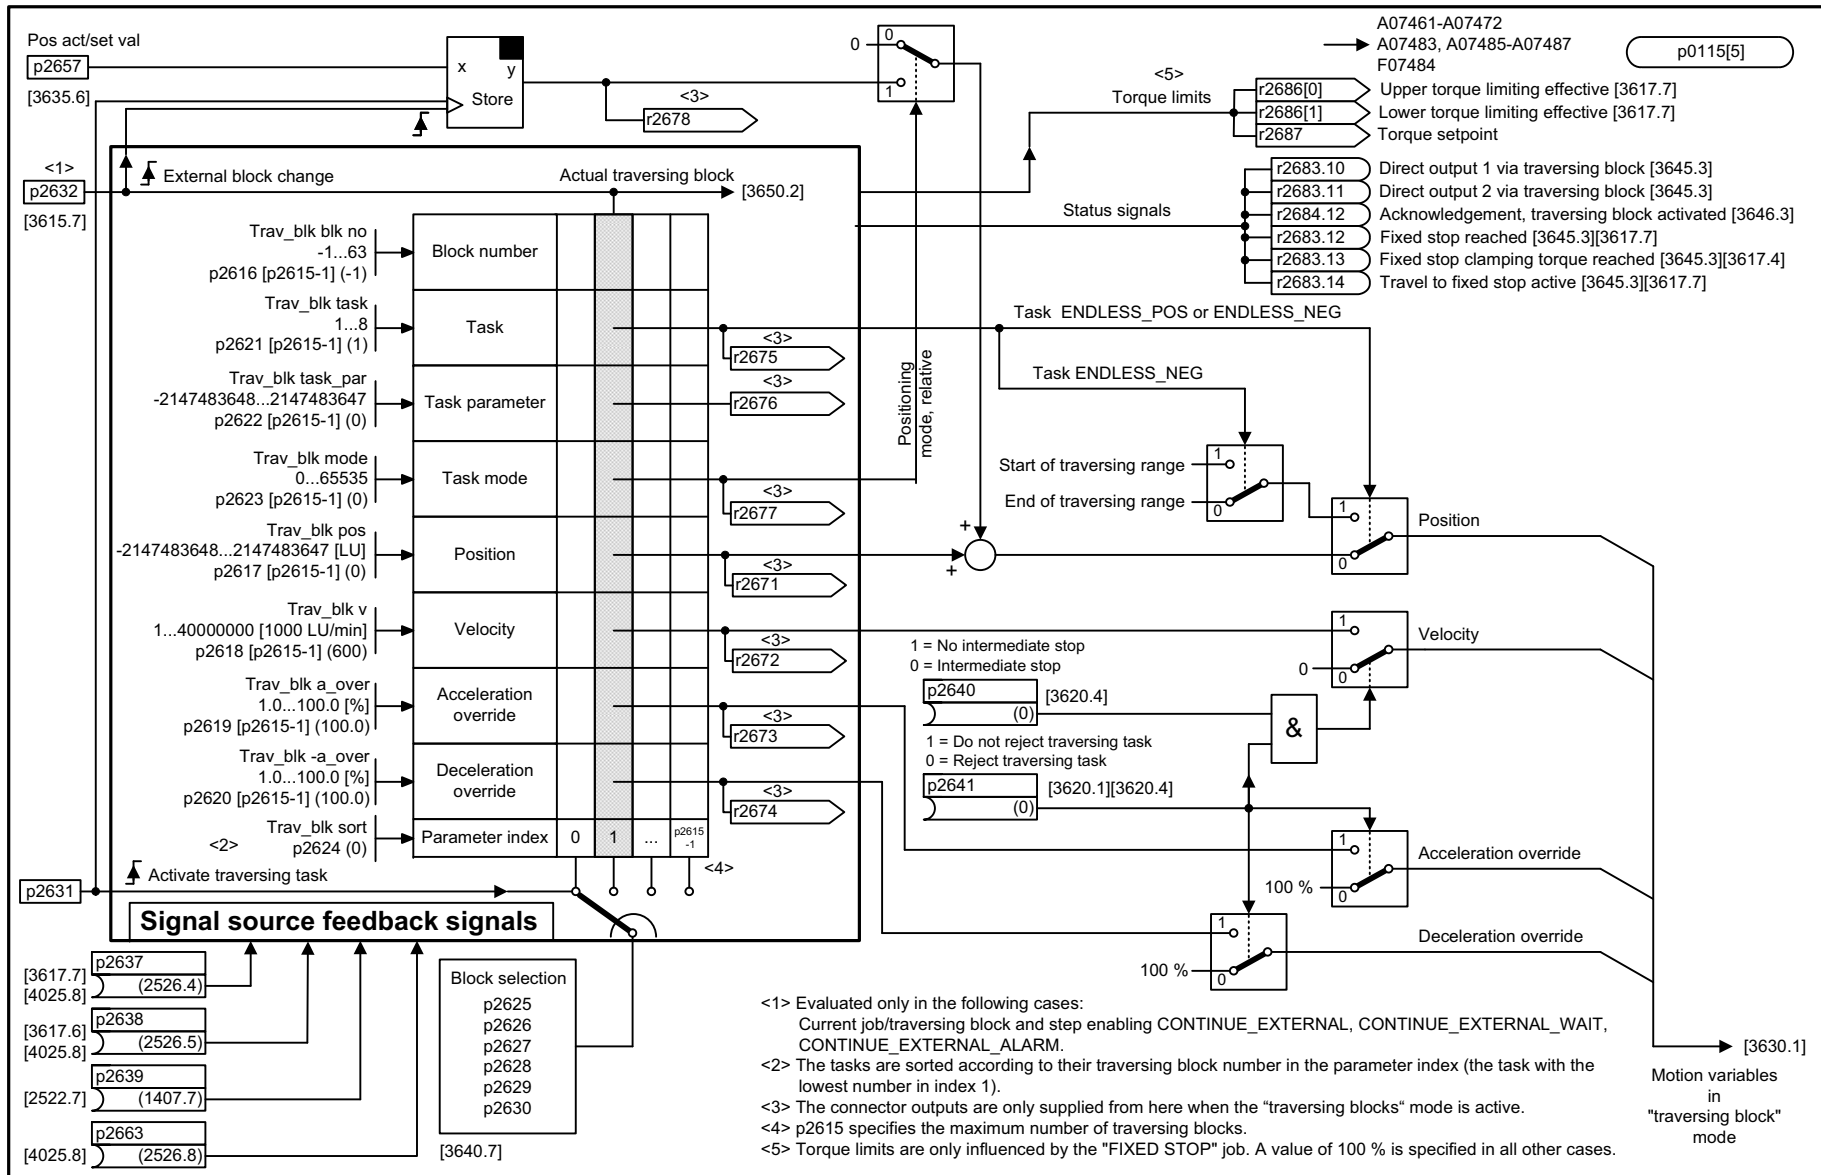 Pos act/set val
p2657
[3635.6]
x
y
Store
<3>
r2678
0
0
1
A07461-A07472
A07483, A07485-A07487
F07484
p0115[5]
<5>
Torque limits
r2686[0]
Upper torque limiting effective [3617.7]
r2686[1]
Lower torque limiting effective [3617.7]
r2687
Torque setpoint
<1>
p2632
[3615.7]
External block change
Actual traversing block
[3650.2]
Status signals
r2683.10
Direct output 1 via traversing block [3645.3]
r2683.11
Direct output 2 via traversing block [3645.3]
r2684.12
Acknowledgement, traversing block activated [3646.3]
r2683.12
Fixed stop reached [3645.3][3617.7]
r2683.13
Fixed stop clamping torque reached [3645.3][3617.4]
r2683.14
Travel to fixed stop active [3645.3][3617.7]
Trav_blk blk no
-1...63
p2616 [p2615-1] (-1)
Block number
Trav_blk task
1...8
p2621 [p2615-1] (1)
Task
<3>
r2675
Task ENDLESS_POS or ENDLESS_NEG
Task ENDLESS_NEG
Trav_blk task_par
-2147483648...2147483647
p2622 [p2615-1] (0)
Task parameter
<3>
r2676
Positioning
mode, relative
Trav_blk mode
0...65535
p2623 [p2615-1] (0)
Task mode
<3>
r2677
Start of traversing range
End of traversing range
1
0
Trav_blk pos
-2147483648...2147483647 [LU]
p2617 [p2615-1] (0)
Position
<3>
r2671
+
+
1
0
Position
Trav_blk v
1...40000000 [1000 LU/min]
p2618 [p2615-1] (600)
Velocity
<3>
r2672
1 = No intermediate stop
0 = Intermediate stop
p2640
(0)
[3620.4]
0
1
0
Velocity
&
Trav_blk a_over
1.0...100.0 [%]
p2619 [p2615-1] (100.0)
Acceleration
override
<3>
r2673
1 = Do not reject traversing task
0 = Reject traversing task
p2641
(0)
[3620.1][3620.4]
Trav_blk -a_over
1.0...100.0 [%]
p2620 [p2615-1] (100.0)
Deceleration
override
<3>
r2674
Trav_blk sort
<2>
p2624 (0)
Parameter index
0
1
...
p2615
-1
<4>
100 %
1
0
Acceleration override
p2631
Activate traversing task
Signal source feedback signals
100 %
1
0
Deceleration override
[3617.7]
[4025.8]
p2637
(2526.4)
[3617.6]
[4025.8]
p2638
(2526.5)
[2522.7]
p2639
(1407.7)
[4025.8]
p2663
(2526.8)
Block selection
p2625
p2626
p2627
p2628
p2629
p2630
[3640.7]
<1> Evaluated only in the following cases:
Current job/traversing block and step enabling CONTINUE_EXTERNAL, CONTINUE_EXTERNAL_WAIT,
CONTINUE_EXTERNAL_ALARM.
<2> The tasks are sorted according to their traversing block number in the parameter index (the task with the
lowest number in index 1).
<3> The connector outputs are only supplied from here when the “traversing blocks“ mode is active.
<4> p2615 specifies the maximum number of traversing blocks.
<5> Torque limits are only influenced by the "FIXED STOP" job. A value of 100 % is specified in all other cases.
[3630.1]
Motion variables
in
"traversing block"
mode